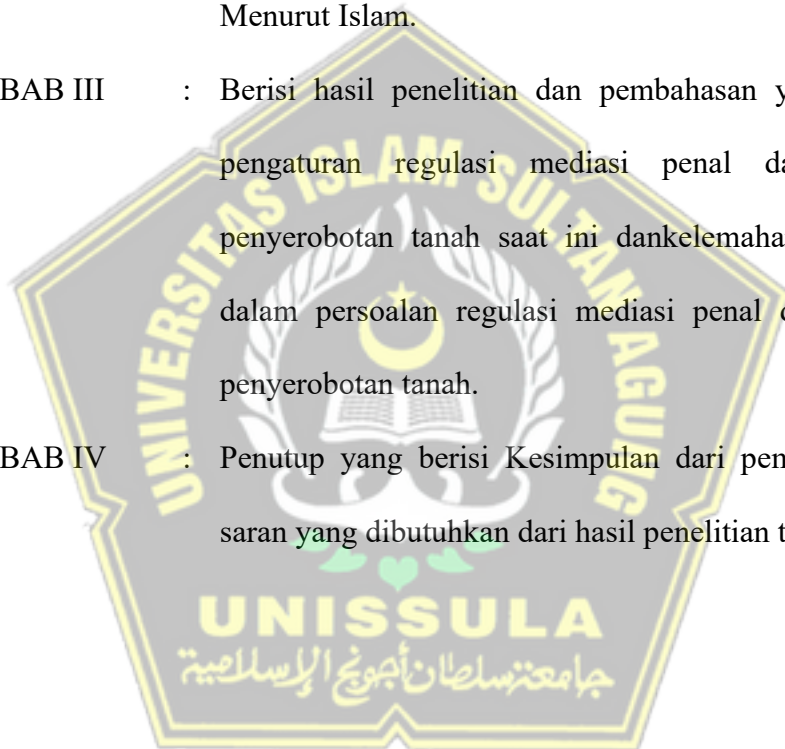 Menurut Islam.
BAB III : Berisi hasil penelitian dan pembahasan
pengaturan regulasi mediasi penal
penyerobotan tanah saat ini dankelemaha
dalam persoalan regulasi mediasi penal
penyerobotan tanah.
BAB IV : Penutup yang berisi Kesimpulan dari pen
saran yang dibutuhkan dari hasil penelitian
UNIVERSITAS ISLAM SULTAN AGUNG
UNISSULA
جامعة سلطان أجونج الإسلامية